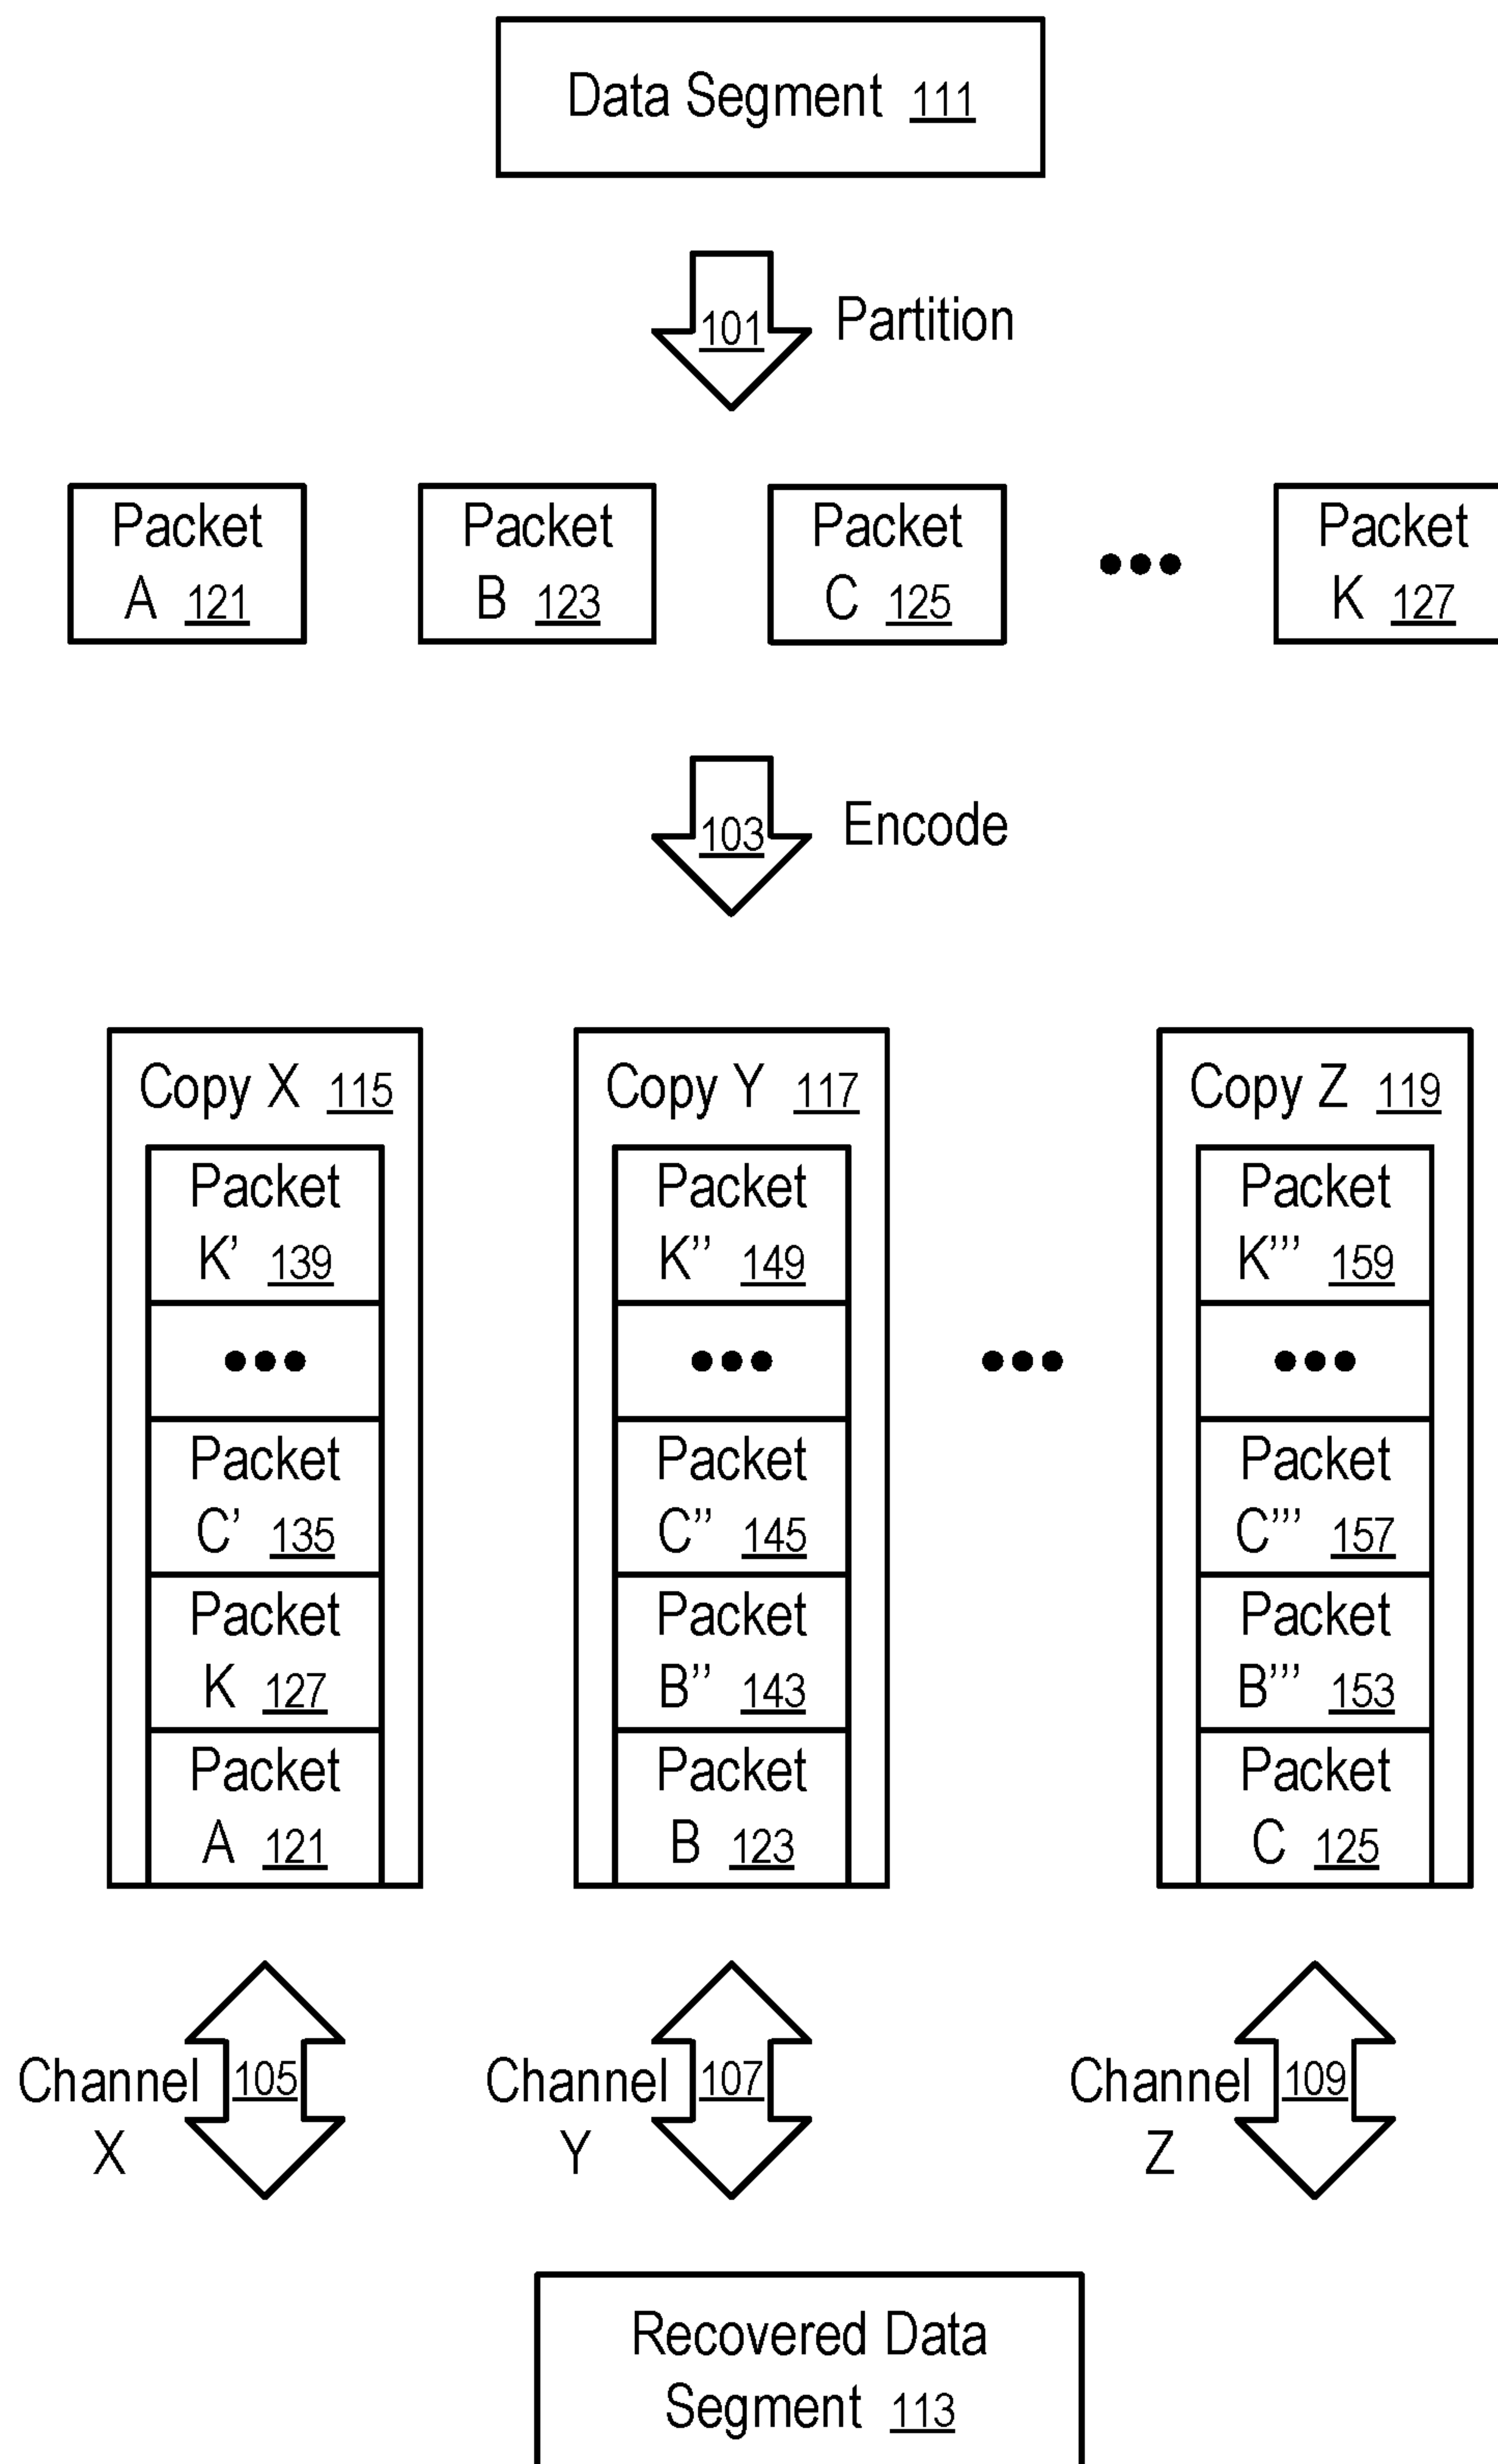 Data Segment 111
101 Partition
Packet
A 121
Packet
B 123
Packet
C 125
Packet
K 127
103 Encode
Copy X 115
Packet
K' 139
Packet
C' 135
Packet
K 127
Packet
A 121
Copy Y 117
Packet
K'' 149
Packet
C'' 145
Packet
B'' 143
Packet
B 123
Copy Z 119
Packet
K''' 159
Packet
C''' 157
Packet
B''' 153
Packet
C 125
Channel 105
X
Channel 107
Y
Channel 109
Z
Recovered Data
Segment 113